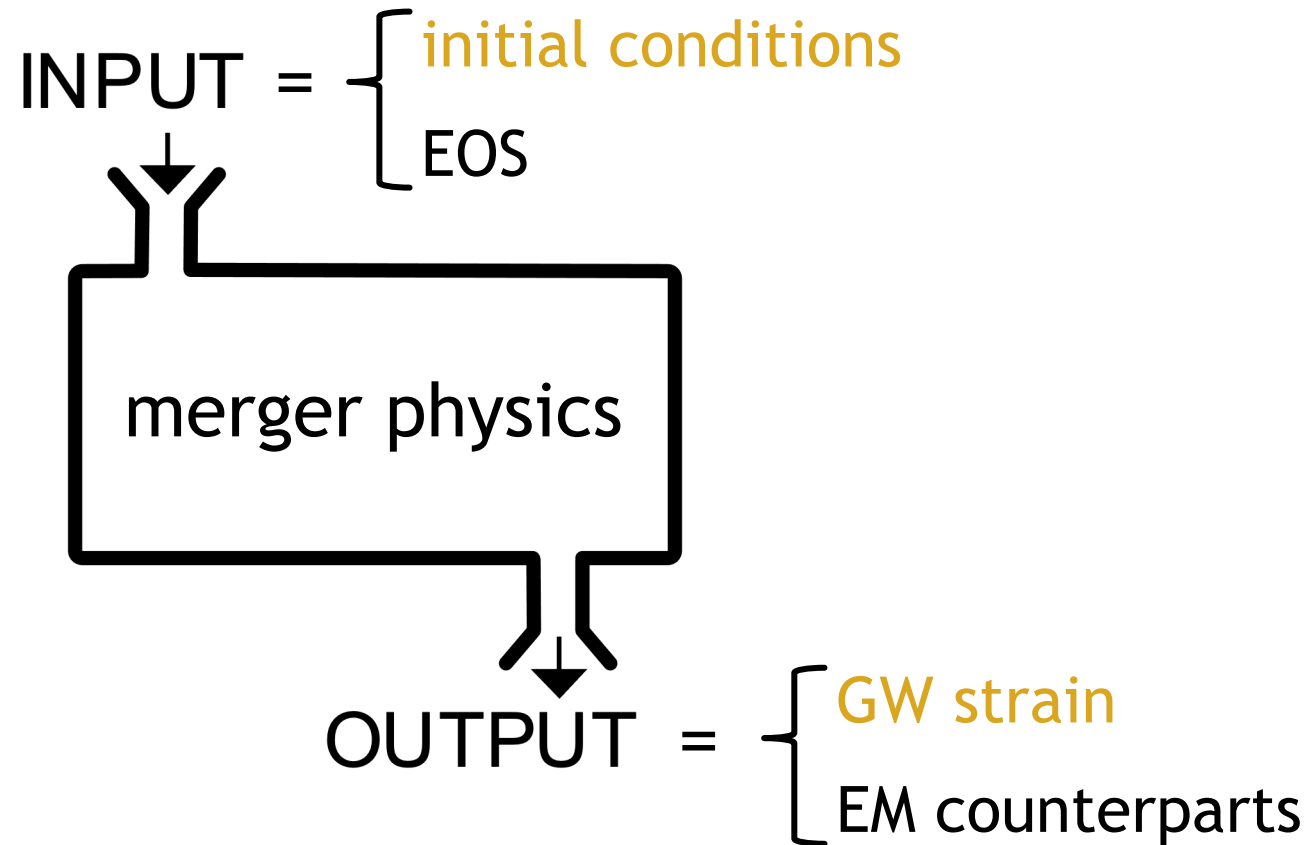 initial conditions
INPUT =
EOS
merger physics
GW strain
OUTPUT =
EM counterparts